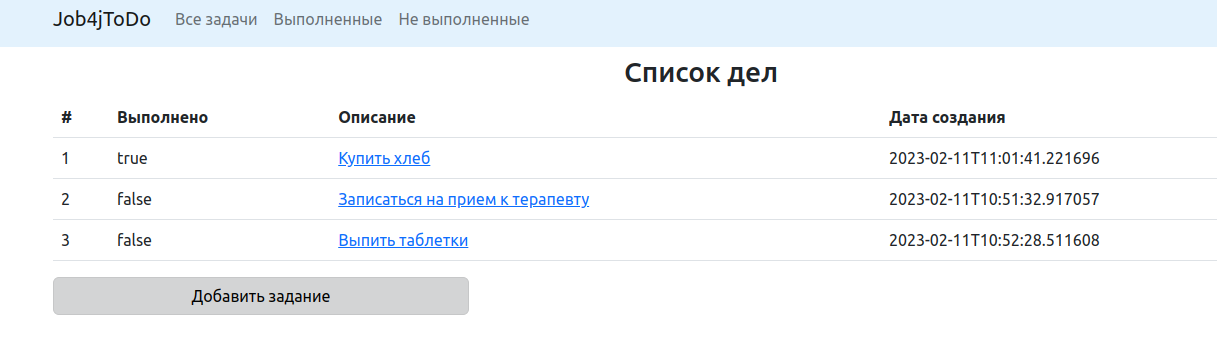 Job4jToDo Все задачи Выполненные Не выполненные
Список дел
# Выполнено Описание Дата создания
1 true Купить хлеб 2023-02-11T11:01:41.221696
2 false Записаться на прием к терапевту 2023-02-11T10:51:32.917057
3 false Выпить таблетки 2023-02-11T10:52:28.511608
Добавить задание